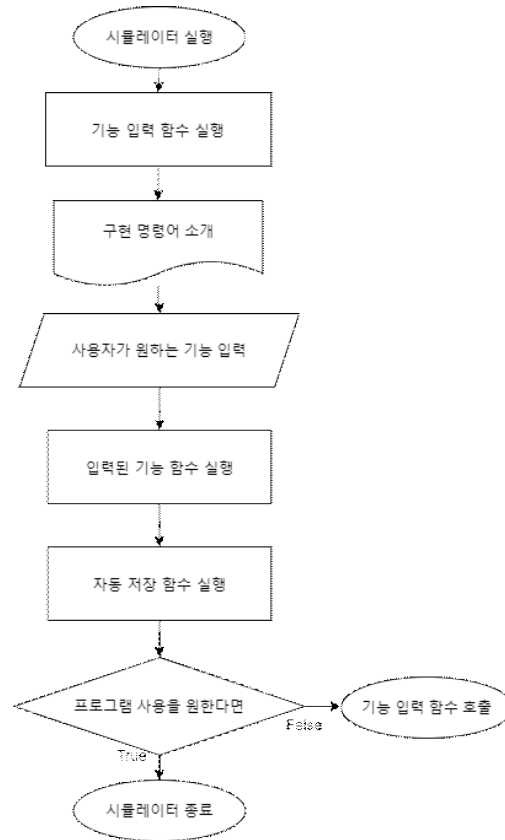 시뮬레이터 실행
기능 입력 함수 실행
구현 명령어 소개
사용자가 원하는 기능 입력
입력된 기능 함수 실행
자동 저장 함수 실행
프로그램 사용을 원한다면
기능 입력 함수 호출
False
True
시뮬레이터 종료